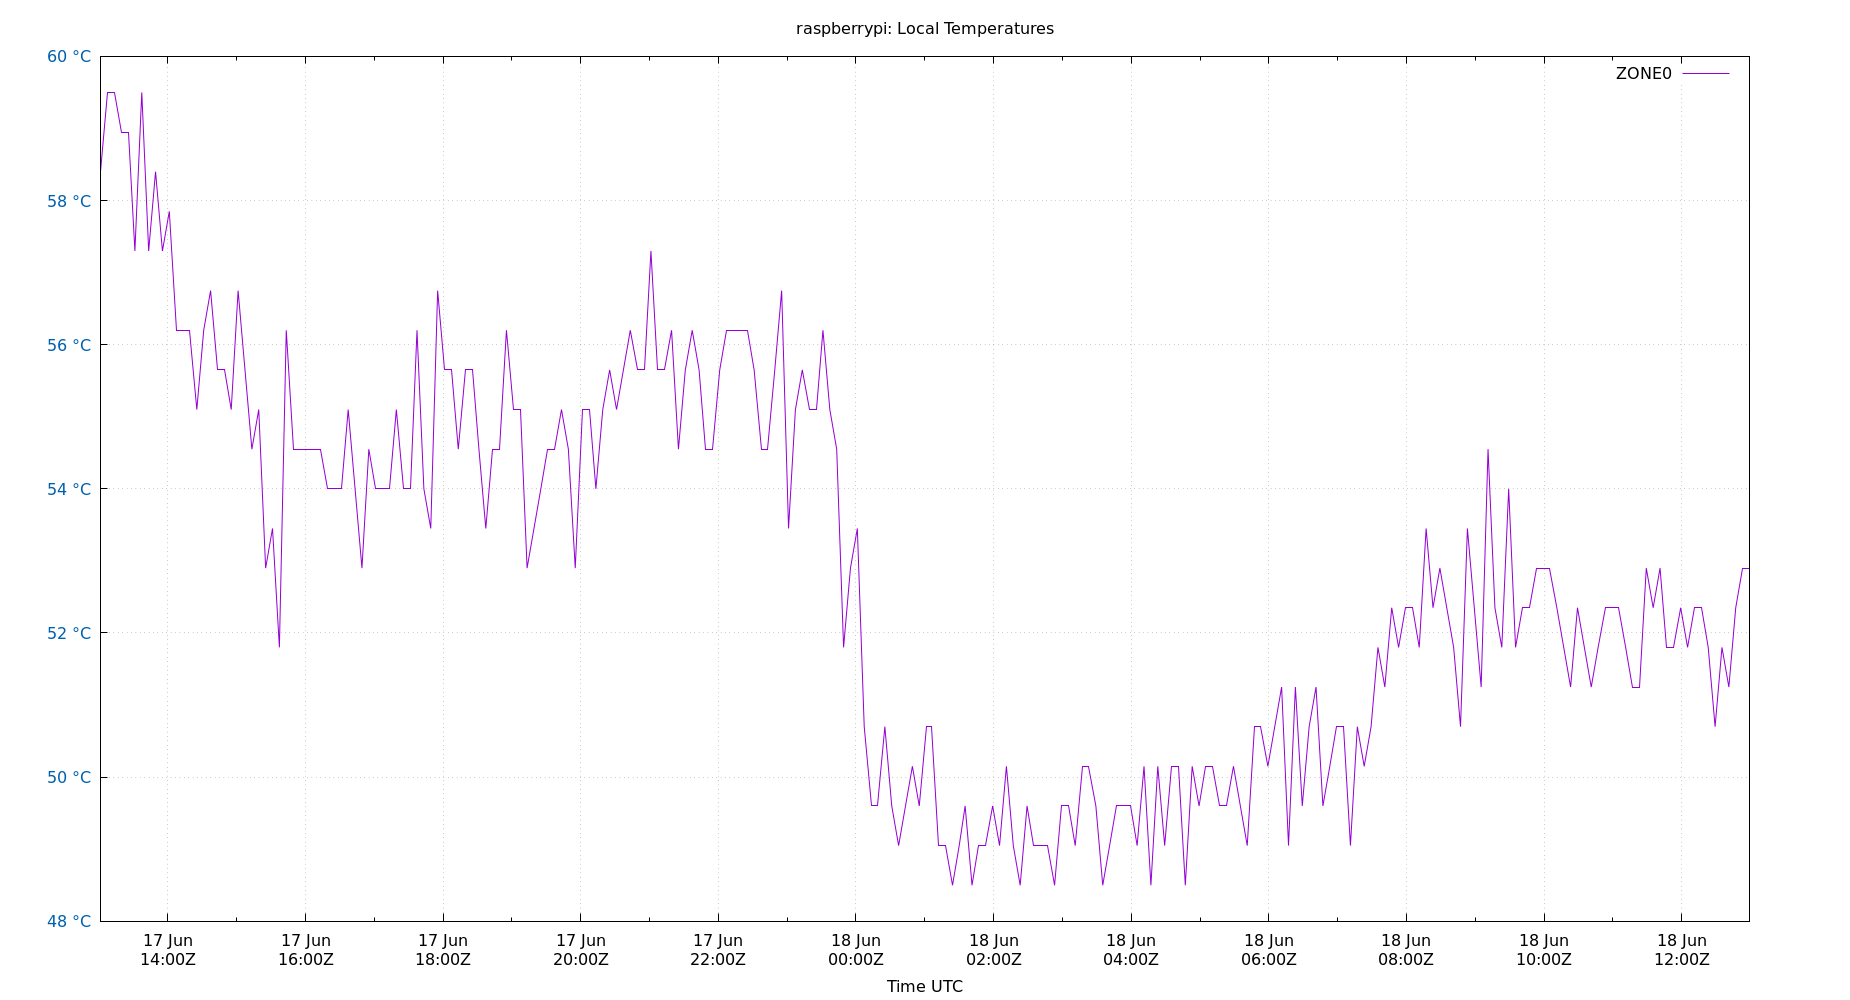 raspberrypi: Local Temperatures
60 °C
ZONE0
58 °C
56 °C
54 °C
52 °C
50 °C
48 °C
17 Jun 17 Jun 17 Jun 17 Jun 17 Jun 18 Jun 18 Jun 18 Jun 18 Jun 18 Jun 18 Jun 18 Jun
14:00Z 16:00Z 18:00Z 20:00Z 22:00Z 00:00Z 02:00Z 04:00Z 06:00Z 08:00Z 10:00Z 12:00Z
Time UTC